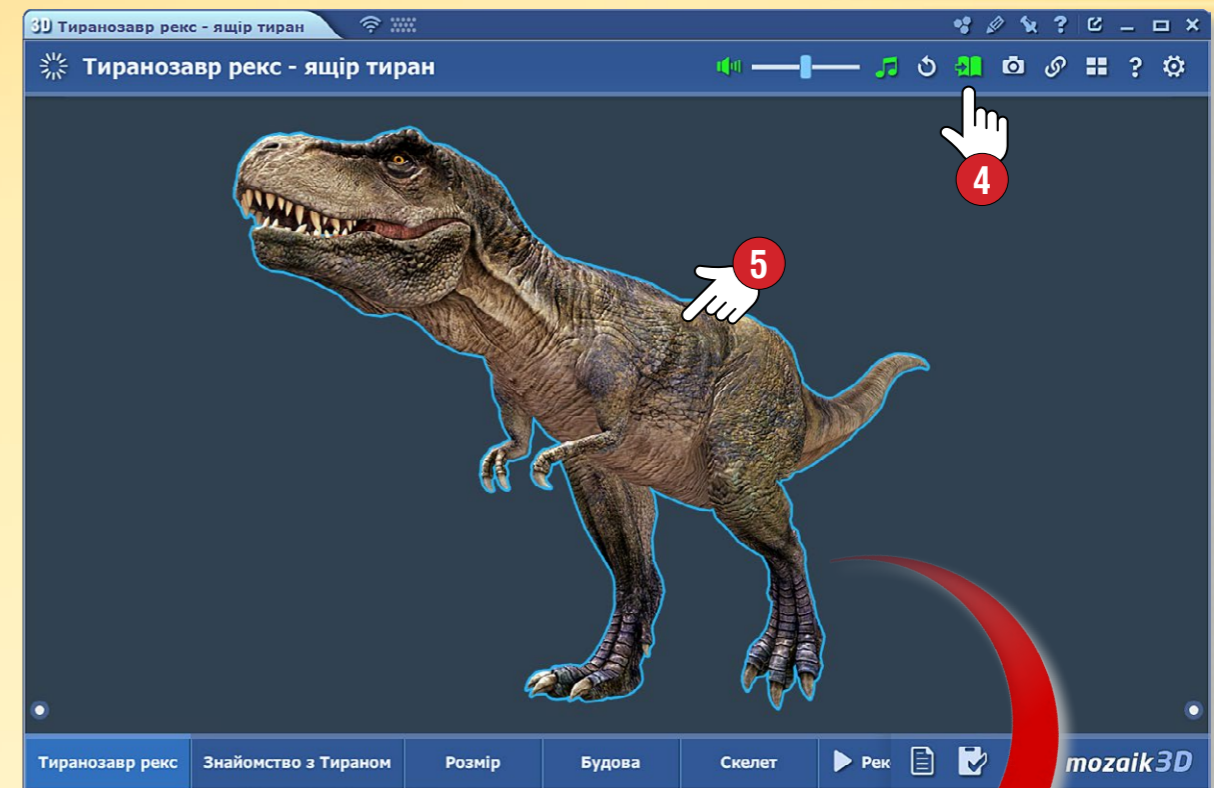 3D Тиранозавр рекс - ящір тиран
?
Тиранозавр рекс - ящір тиран
?
4
5
Тиранозавр рекс Знайомство з Тираном Розмір Будова Скелет Рек
mozaik3D